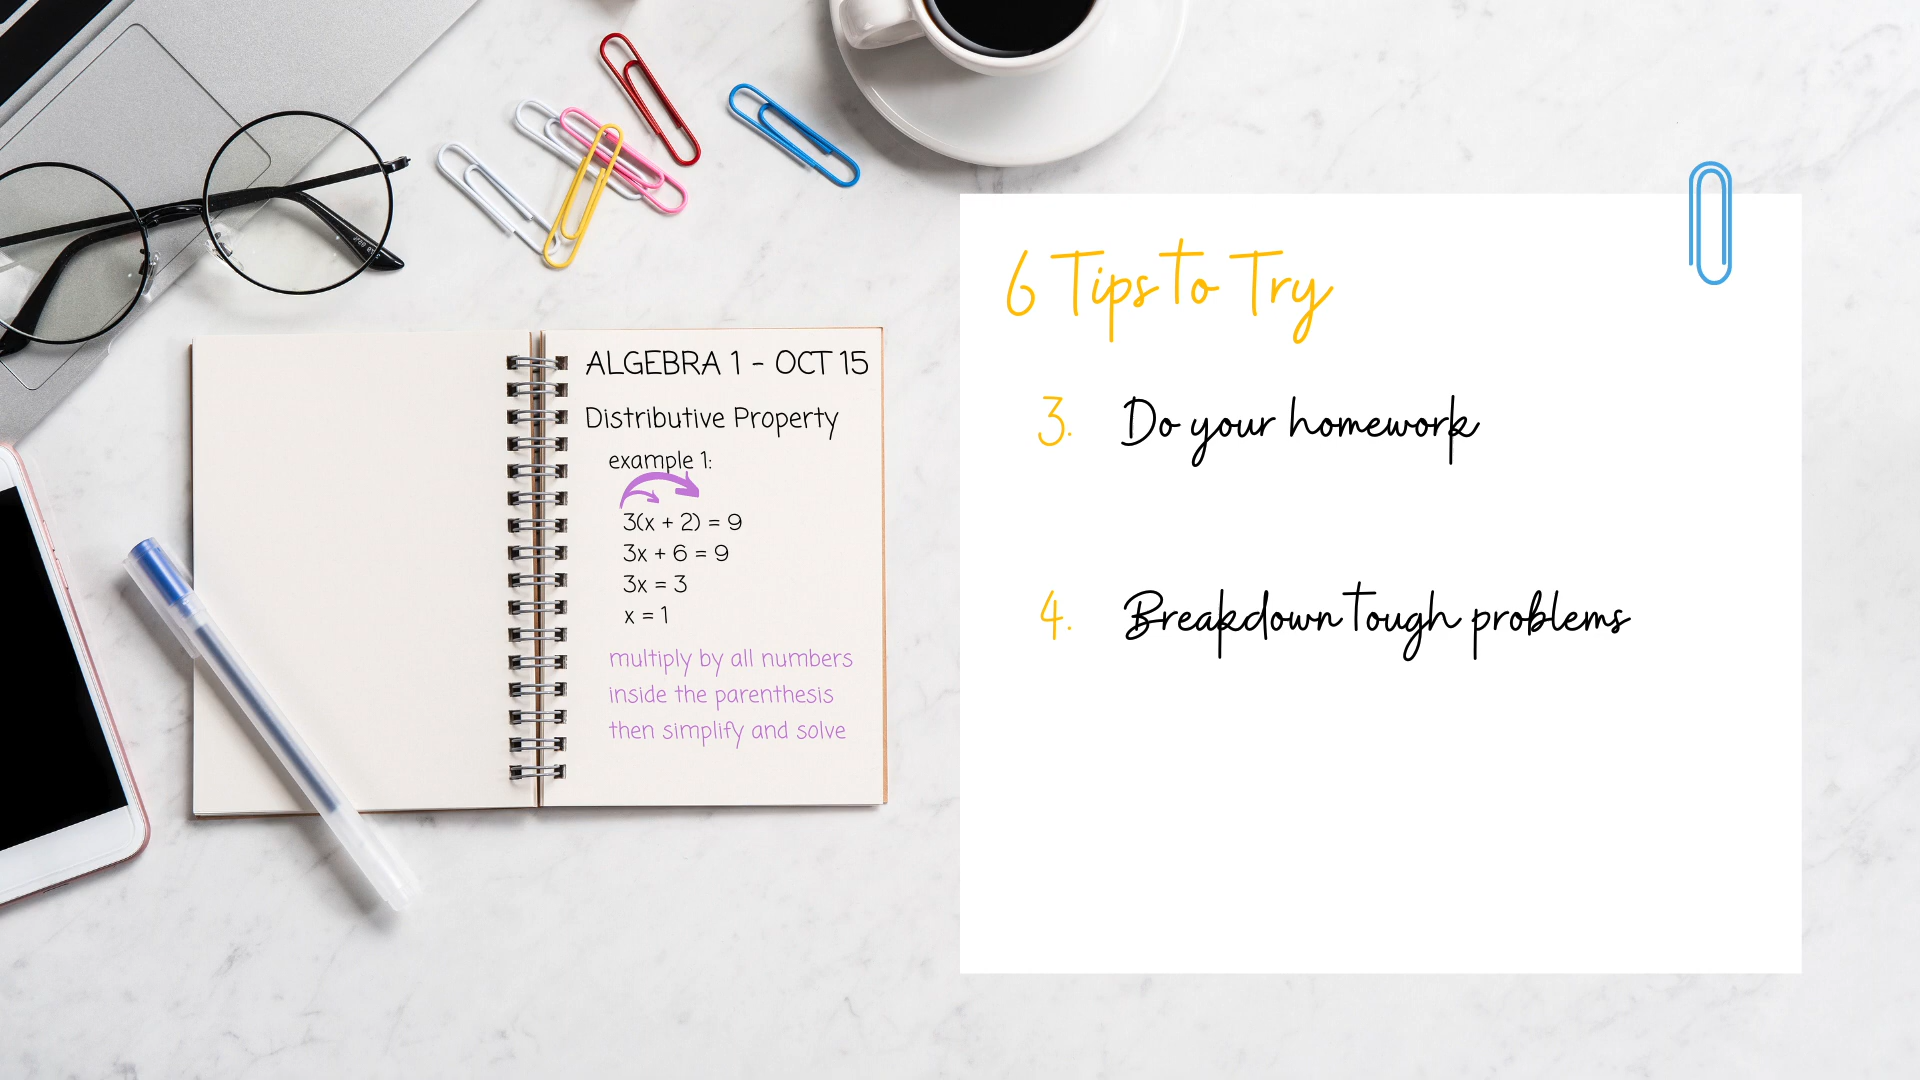 ALGEBRA 1 - OCT 15
Distributive Property
example 1:
3(x + 2) = 9
3x + 6 = 9
3x = 3
x = 1
multiply by all numbers
inside the parenthesis
then simplify and solve
6 Tips to Try
3. Do your homework
4. Breakdown tough problems